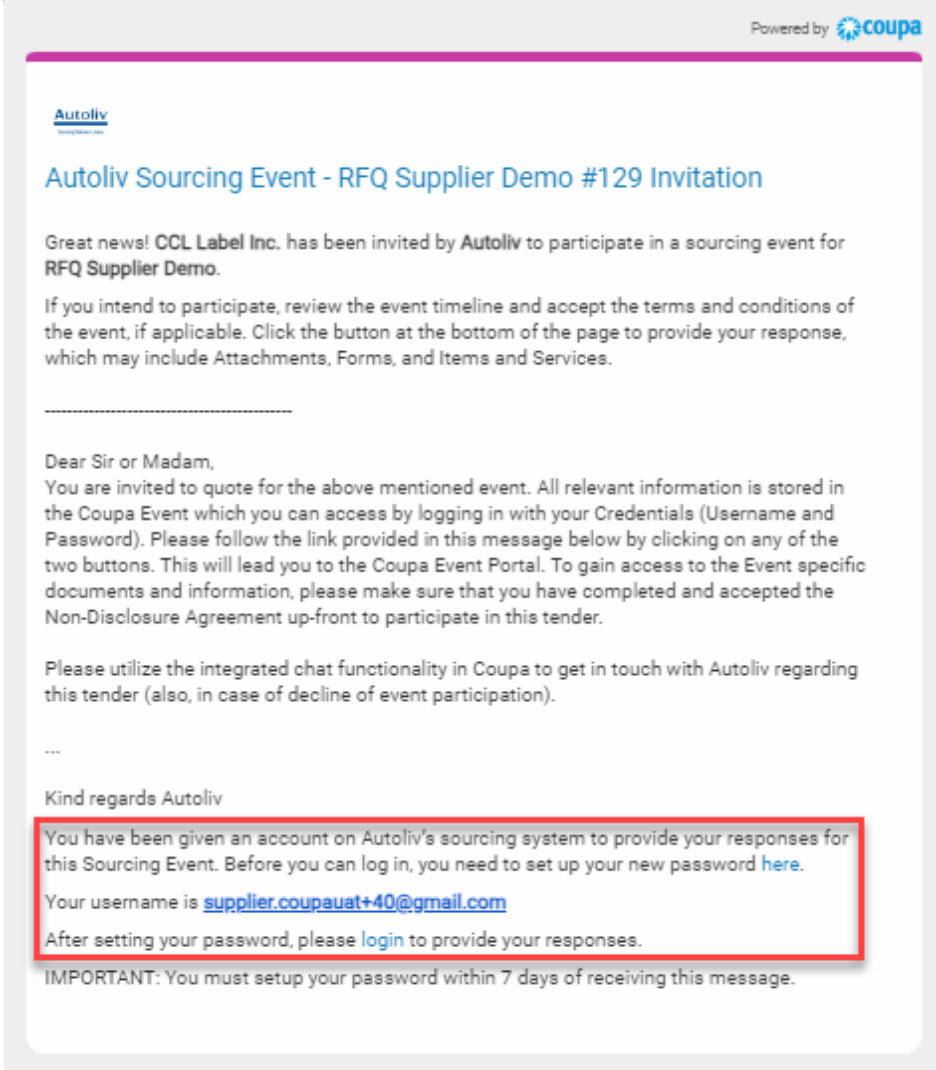 Powered by coupa
Autoliv
Autoliv Sourcing Event - RFQ Supplier Demo #129 Invitation
Great news! CCL Label Inc. has been invited by Autoliv to participate in a sourcing event for
RFQ Supplier Demo.
If you intend to participate, review the event timeline and accept the terms and conditions of
the event, if applicable. Click the button at the bottom of the page to provide your response,
which may include Attachments, Forms, and Items and Services.
---------------------------------------------
Dear Sir or Madam,
You are invited to quote for the above mentioned event. All relevant information is stored in
the Coupa Event which you can access by logging in with your Credentials (Username and
Password). Please follow the link provided in this message below by clicking on any of the
two buttons. This will lead you to the Coupa Event Portal. To gain access to the Event specific
documents and information, please make sure that you have completed and accepted the
Non-Disclosure Agreement up-front to participate in this tender.
Please utilize the integrated chat functionality in Coupa to get in touch with Autoliv regarding
this tender (also, in case of decline of event participation).
---
Kind regards Autoliv
You have been given an account on Autoliv's sourcing system to provide your responses for
this Sourcing Event. Before you can log in, you need to set up your new password here.
Your username is supplier.coupauat+40@gmail.com
After setting your password, please login to provide your responses.
IMPORTANT: You must setup your password within 7 days of receiving this message.